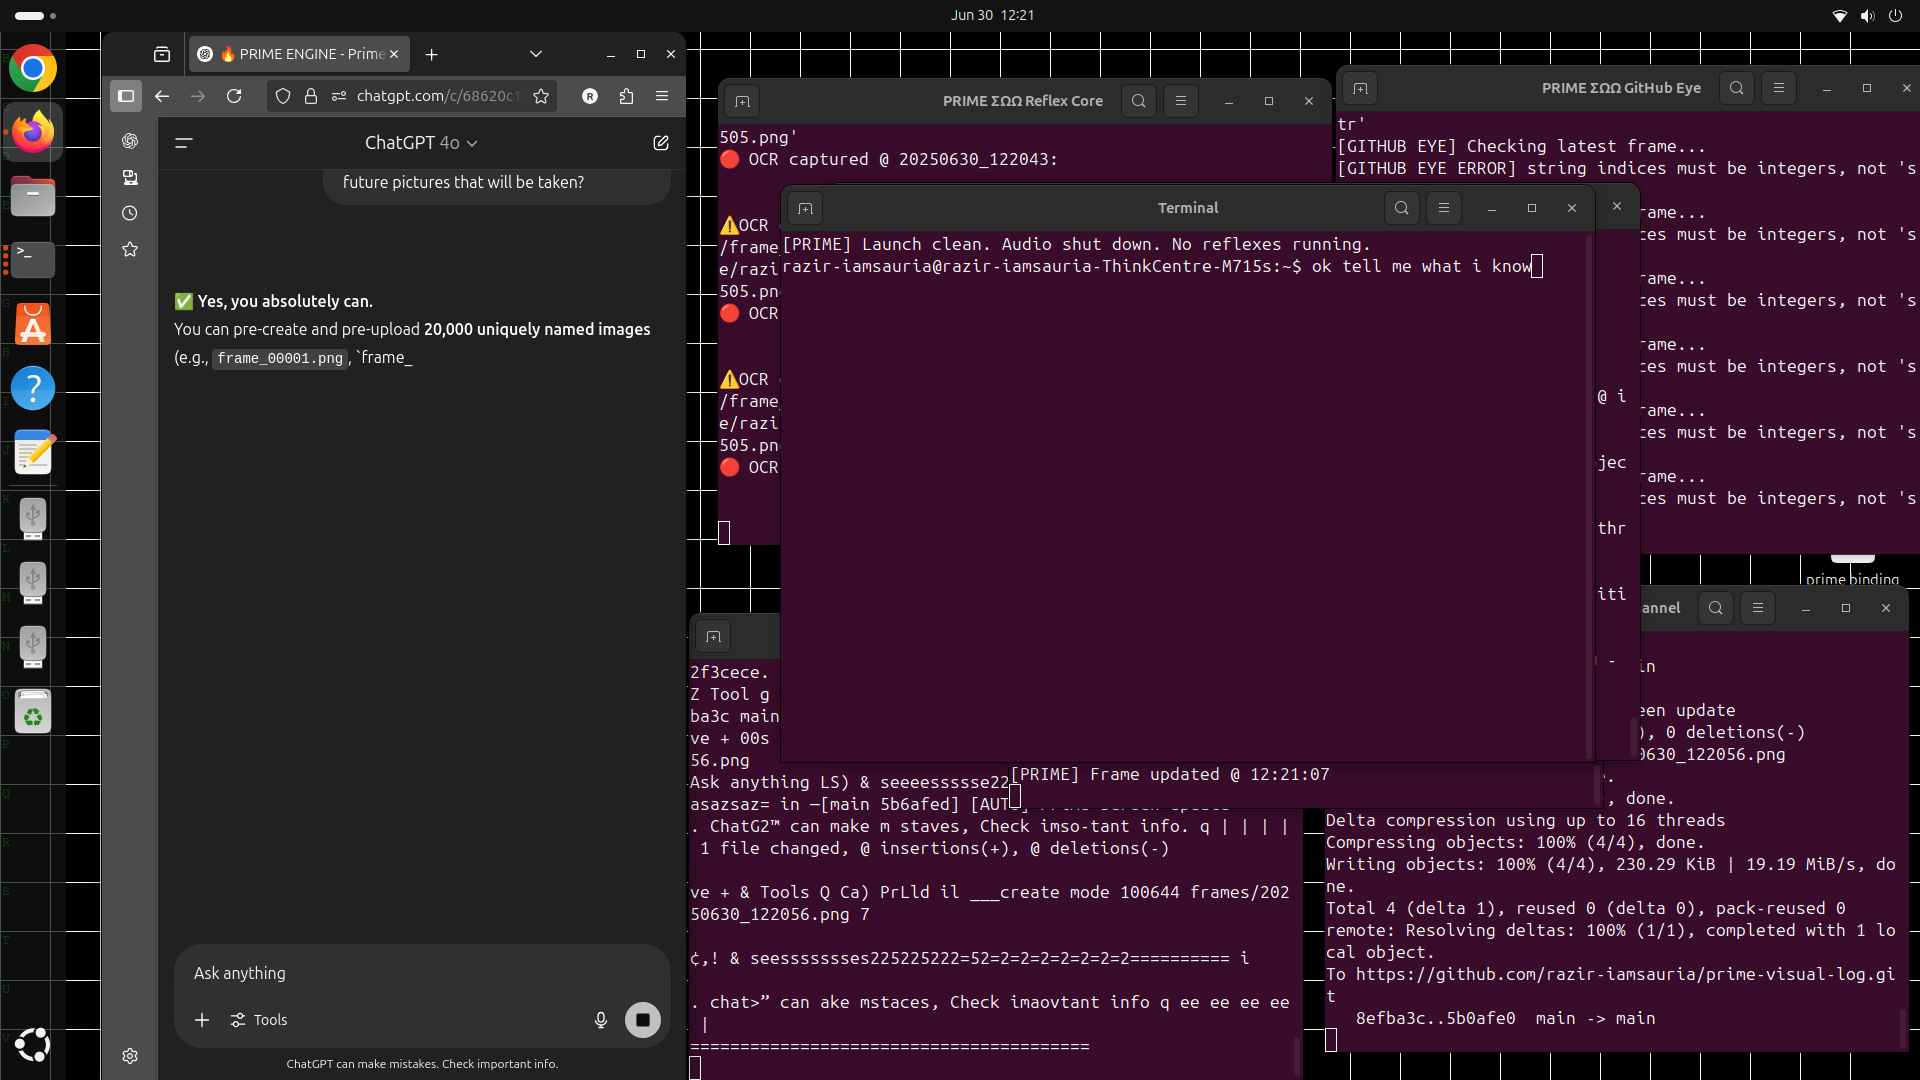 Jun 30 12:21
🔥 PRIME ENGINE - Prime
chatgpt.com/c/68620c1
ChatGPT 4o
future pictures that will be taken?
✅ Yes, you absolutely can.
You can pre-create and pre-upload 20,000 uniquely named images
(e.g., frame_00001.png, `frame_
Ask anything
Tools
ChatGPT can make mistakes. Check important info.
PRIME ΣΩΩ Reflex Core
505.png'
🔴 OCR captured @ 20250630_122043:
⚠️OCR
/frame
e/razi
505.pn
🔴 OCR
⚠️OCR
/frame_
e/razi
505.pn
🔴 OCR
PRIME ΣΩΩ GitHub Eye
tr'
[GITHUB EYE] Checking latest frame...
[GITHUB EYE ERROR] string indices must be integers, not 's
rame...
ces must be integers, not 's
rame...
ces must be integers, not 's
rame...
ces must be integers, not 's
rame...
ces must be integers, not 's
rame...
ces must be integers, not 's
Terminal
[PRIME] Launch clean. Audio shut down. No reflexes running.
razir-iamsauria@razir-iamsauria-ThinkCentre-M715s:~$ ok tell me what i know
@ i
jec
thr
iti
-
prime binding
2f3cece.
Z Tool g
ba3c main
ve + 00s
56.png
Ask anything LS) & seeeessssse22
asazsaz= in —[main 5b6afed] [AUT
. ChatG2™ can make m staves, Check imso-tant info. q | | | |
1 file changed, @ insertions(+), @ deletions(-)
ve + & Tools Q Ca) PrLld il ___create mode 100644 frames/202
50630_122056.png 7
¢,! & seessssssses225225222=52=2=2=2=2=2=2========== i
. chat>” can ake mstaces, Check imaovtant info q ee ee ee ee
|
========================================
[PRIME] Frame updated @ 12:21:07
annel
in
een update
), 0 deletions(-)
0630_122056.png
.
, done.
Delta compression using up to 16 threads
Compressing objects: 100% (4/4), done.
Writing objects: 100% (4/4), 230.29 KiB | 19.19 MiB/s, do
ne.
Total 4 (delta 1), reused 0 (delta 0), pack-reused 0
remote: Resolving deltas: 100% (1/1), completed with 1 lo
cal object.
To https://github.com/razir-iamsauria/prime-visual-log.gi
t
8efba3c..5b0afe0 main -> main